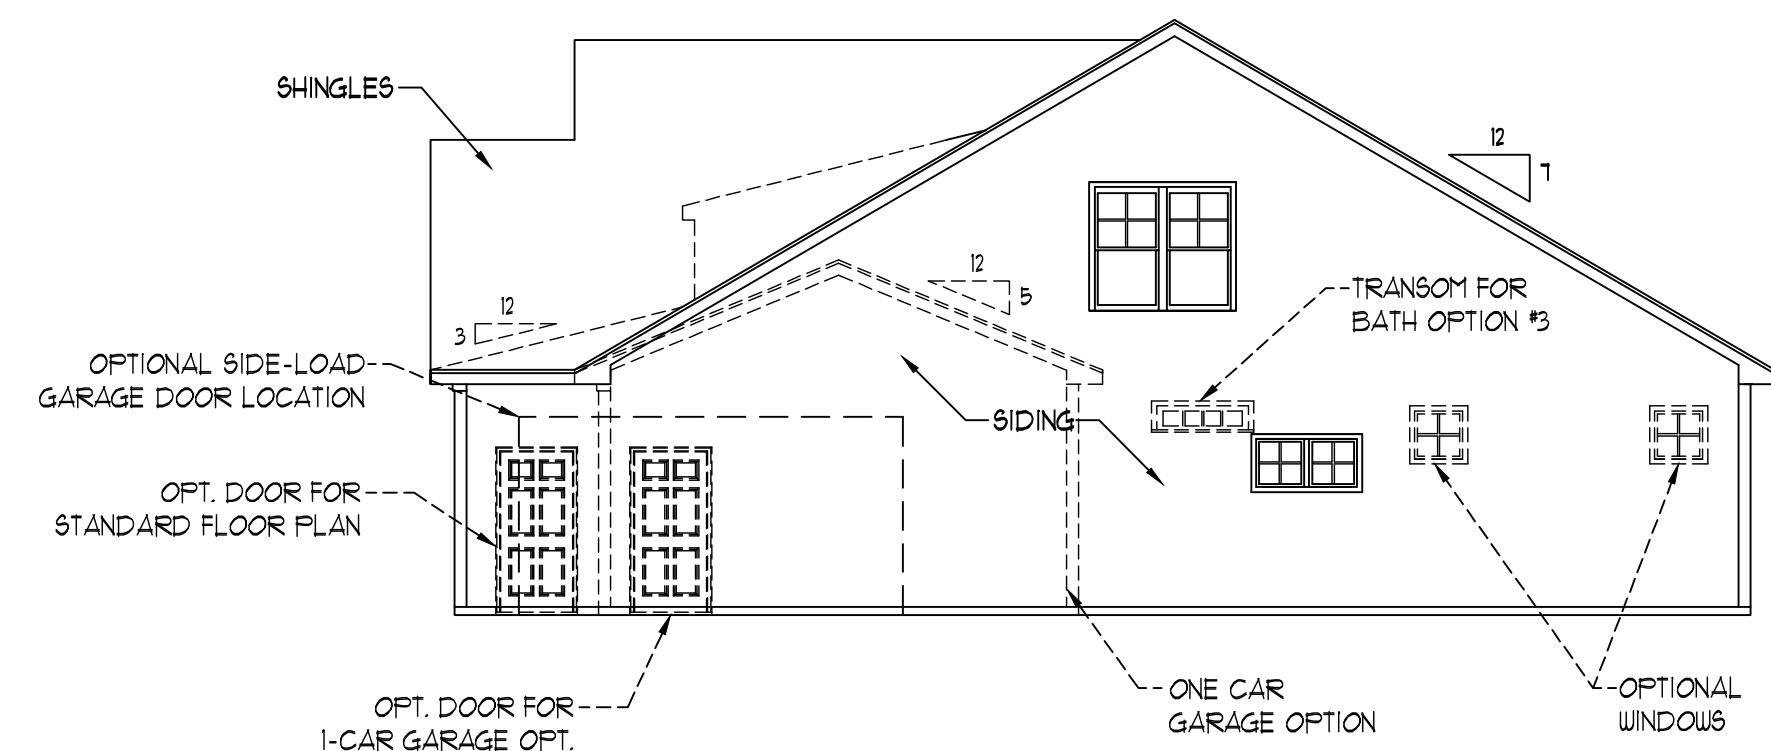 SHINGLES
12
7
12
5
12
3
TRANSOM FOR
BATH OPTION #3
OPTIONAL SIDE-LOAD
GARAGE DOOR LOCATION
SIDING
OPT. DOOR FOR
STANDARD FLOOR PLAN
OPT. DOOR FOR
1-CAR GARAGE OPT.
ONE CAR
GARAGE OPTION
OPTIONAL
WINDOWS